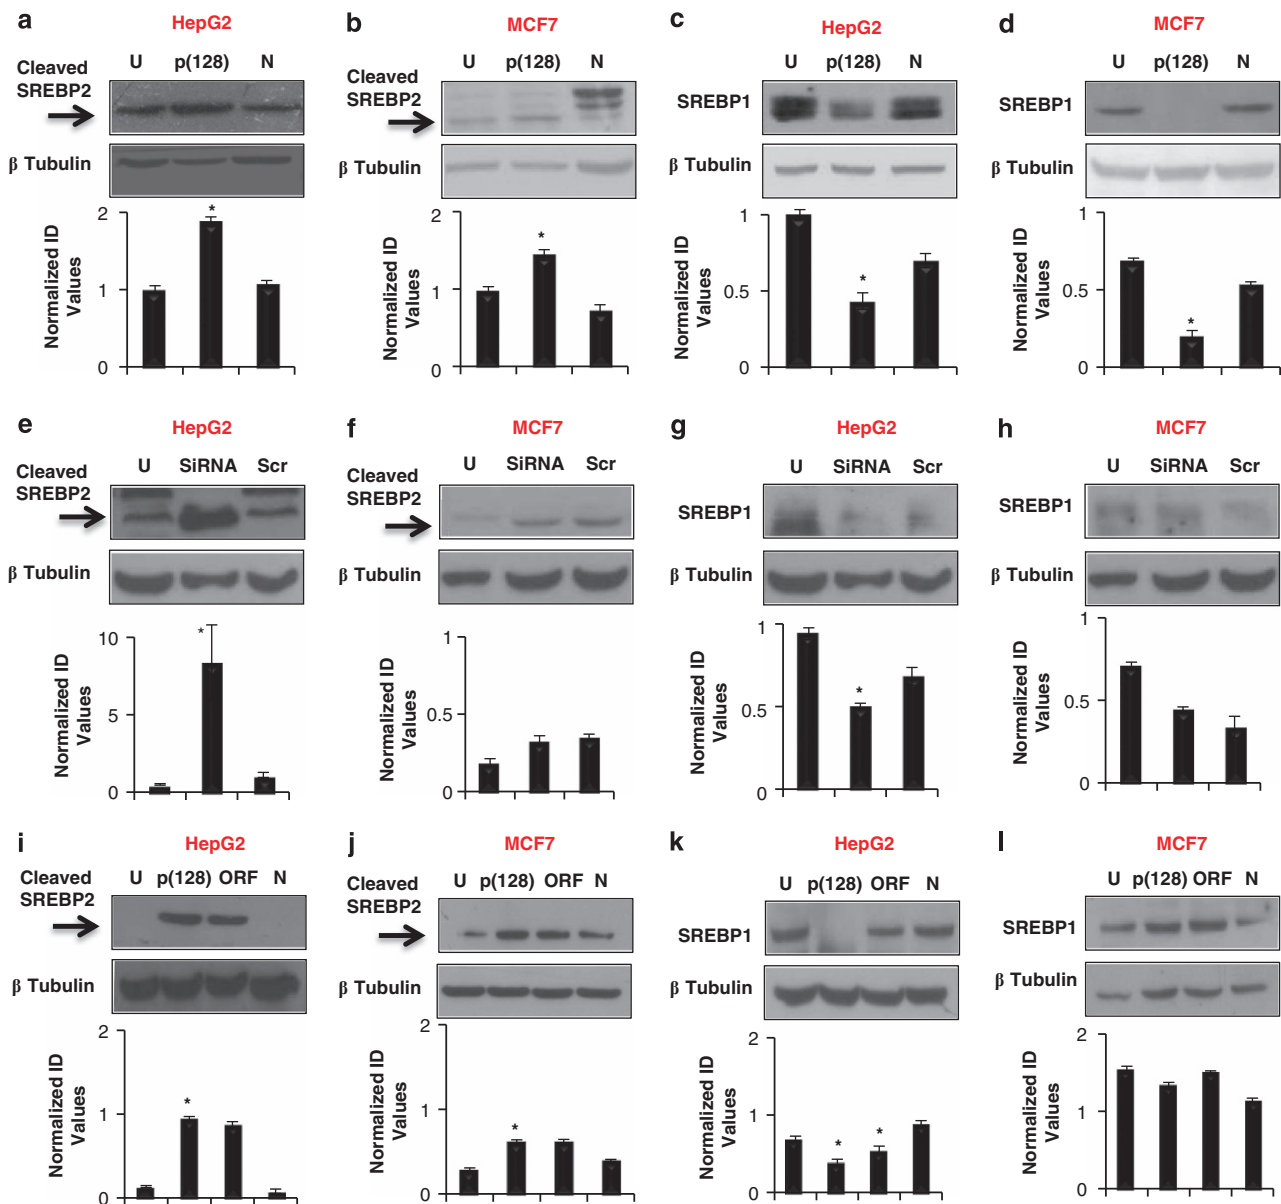 a
HepG2
U p(128) N
Cleaved
SREBP2
β Tubulin
Normalized ID
Values
2
*
1
0
b
MCF7
U p(128) N
Cleaved
SREBP2
β Tubulin
Normalized ID
Values
2
*
1
0
c
HepG2
U p(128) N
SREBP1
β Tubulin
Normalized ID
Values
1
*
0.5
0
d
MCF7
U p(128) N
SREBP1
β Tubulin
Normalized ID
Values
1
0.5
*
0
e
HepG2
U SiRNA Scr
Cleaved
SREBP2
β Tubulin
Normalized ID
Values
10
*
5
0
f
MCF7
U SiRNA Scr
Cleaved
SREBP2
β Tubulin
Normalized ID
Values
1
0.5
0
g
HepG2
U SiRNA Scr
SREBP1
β Tubulin
Normalized ID
Values
1
*
0.5
0
h
MCF7
U SiRNA Scr
SREBP1
β Tubulin
Normalized ID
Values
1
0.5
0
i
HepG2
U p(128) ORF N
Cleaved
SREBP2
β Tubulin
Normalized ID
Values
2
*
1
0
j
MCF7
U p(128) ORF N
Cleaved
SREBP2
β Tubulin
Normalized ID
Values
2
1
*
0
k
HepG2
U p(128) ORF N
SREBP1
β Tubulin
Normalized ID
Values
2
1
* *
0
l
MCF7
U p(128) ORF N
SREBP1
β Tubulin
Normalized ID
Values
2
1
0